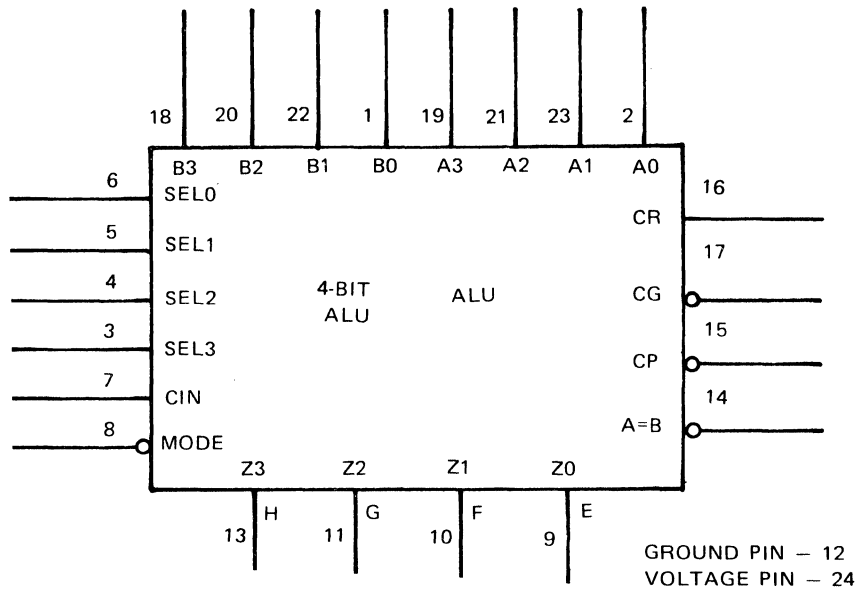 18 20 22 1 19 21 23 2
B3 B2 B1 B0 A3 A2 A1 A0
6 SEL0
5 SEL1
4 SEL2
3 SEL3
7 CIN
8 MODE
4-BIT
ALU
ALU
16
CR
17
CG
15
CP
14
A=B
Z3 Z2 Z1 Z0
H G F E
13 11 10 9
GROUND PIN – 12
VOLTAGE PIN – 24